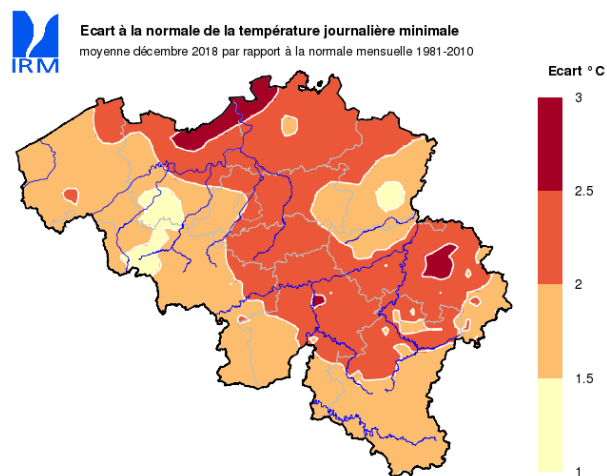 Ecart à la normale de la température journalière minimale
moyenne décembre 2018 par rapport à la normale mensuelle 1981-2010
IRM
Ecart °C
3
2.5
2
1.5
1